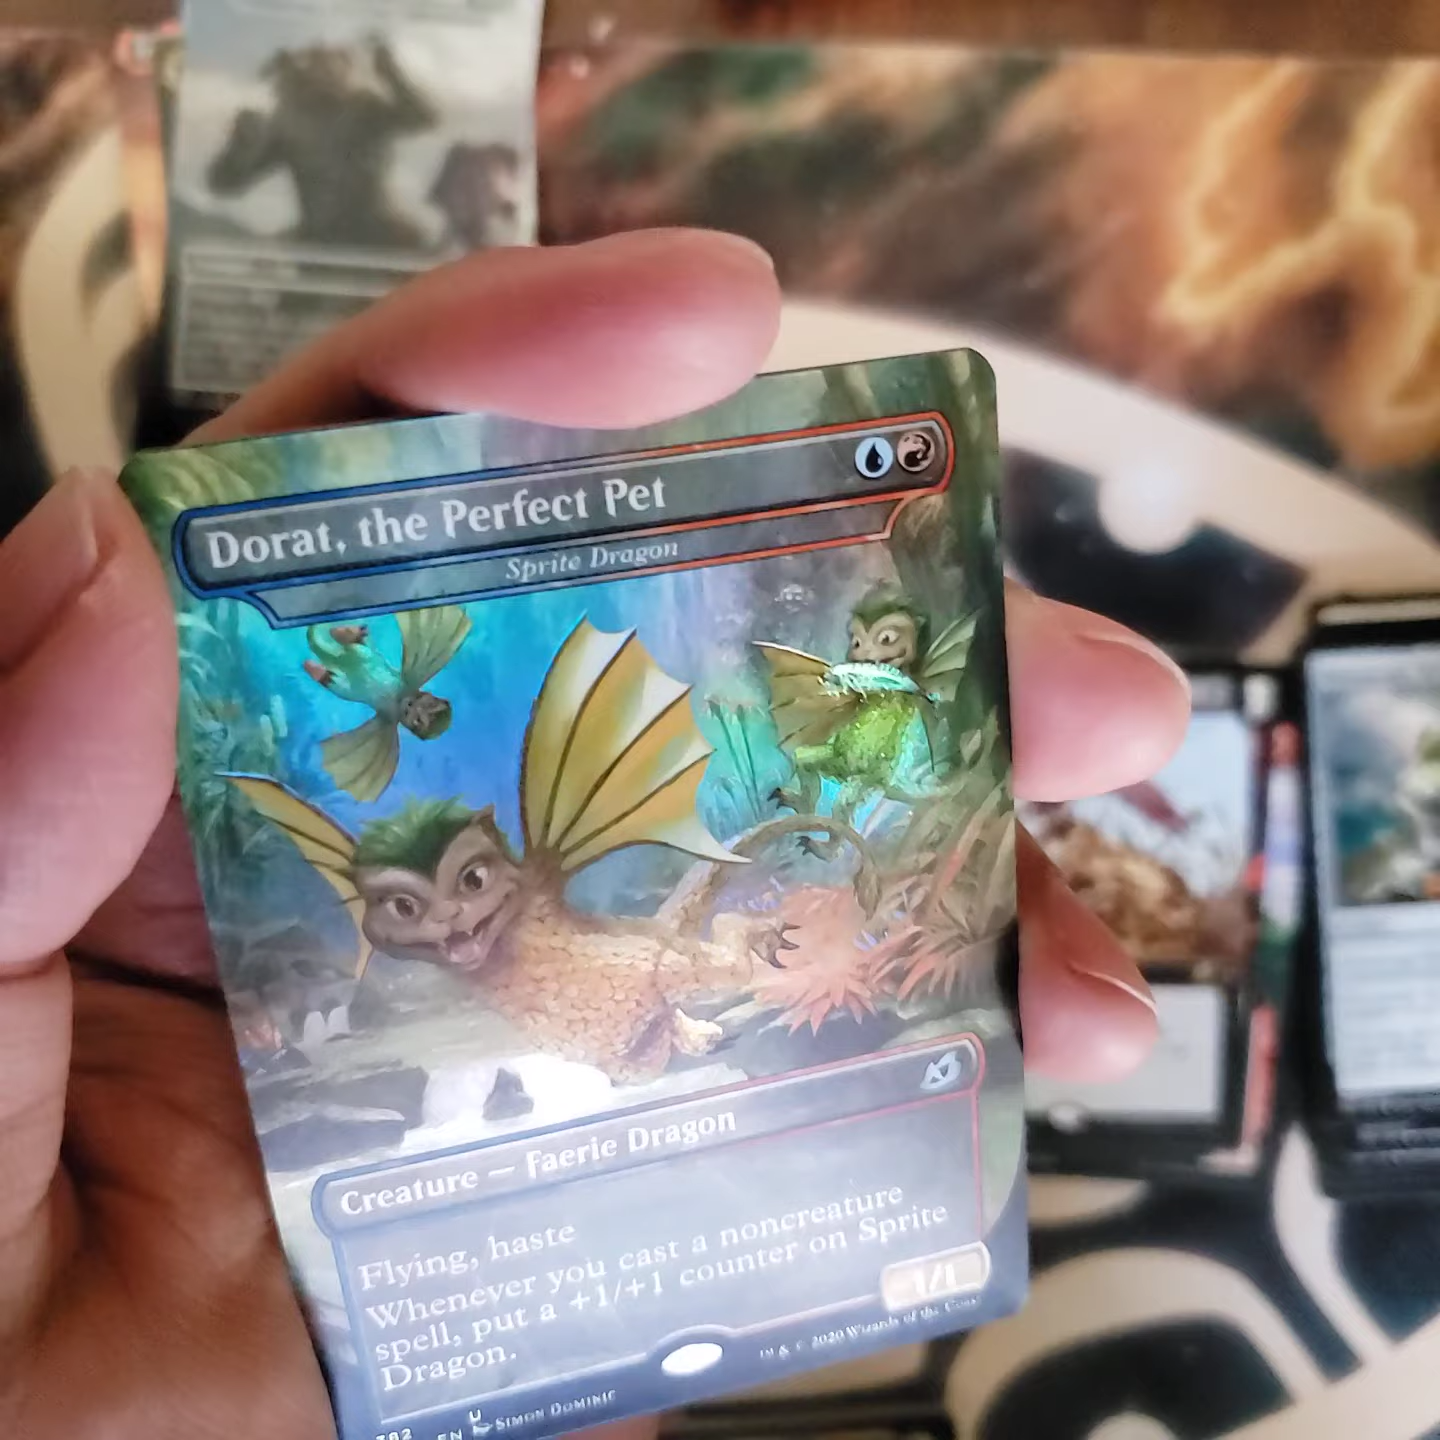 Dorat, the Perfect Pet
Sprite Dragon
Creature — Faerie Dragon
Flying, haste
Whenever you cast a noncreature
spell, put a +1/+1 counter on Sprite
Dragon.
1/1
382 U
EN SIMON DOMINIC
™ & © 2020 Wizards of the Coast